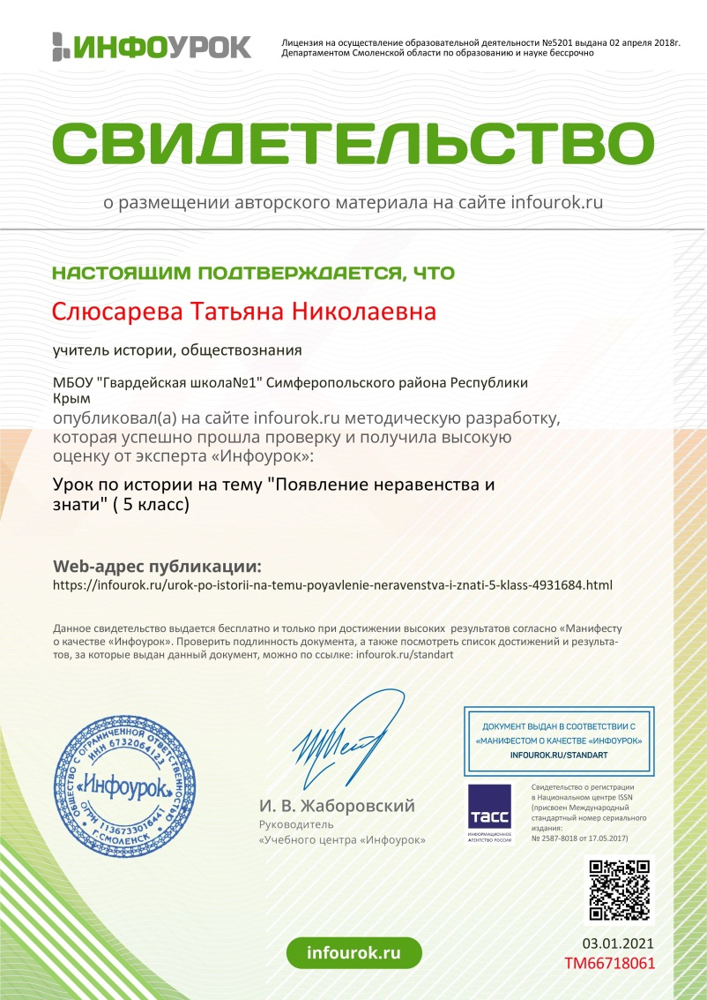 ИНФОУРОК
Лицензия на осуществление образовательной деятельности №5201 выдана 02 апреля 2018г.
Департаментом Смоленской области по образованию и науке бессрочно
СВИДЕТЕЛЬСТВО
о размещении авторского материала на сайте infourok.ru
НАСТОЯЩИМ ПОДТВЕРЖДАЕТСЯ, ЧТО
Слюсарева Татьяна Николаевна
учитель истории, обществознания
МБОУ "Гвардейская школа№1" Симферопольского района Республики
Крым
опубликовал(а) на сайте infourok.ru методическую разработку,
которая успешно прошла проверку и получила высокую
оценку от эксперта «Инфоурок»:
Урок по истории на тему "Появление неравенства и
знати" ( 5 класс)
Web-адрес публикации:
https://infourok.ru/urok-po-istorii-na-temu-poyavlenie-neravenstva-i-znati-5-klass-4931684.html
Данное свидетельство выдается бесплатно и только при достижении высоких результатов согласно «Манифесту
о качестве «Инфоурок». Проверить подлинность документа, а также посмотреть список достижений и результа-
тов, за которые выдан данный документ, можно по ссылке: infourok.ru/standart
ОБЩЕСТВО С ОГРАНИЧЕННОЙ ОТВЕТСТВЕННОСТЬЮ
ИНН 6732064123
«Инфоурок»
ОГРН 1136733016441
Г.СМОЛЕНСК
И. В. Жаборовский
Руководитель
«Учебного центра «Инфоурок»
ДОКУМЕНТ ВЫДАН В СООТВЕТСТВИИ С
«МАНИФЕСТОМ О КАЧЕСТВЕ «ИНФОУРОК»
INFOUROK.RU/STANDART
ТАСС
ИНФОРМАЦИОННОЕ
АГЕНТСТВО РОССИИ
Свидетельство о регистрации
в Национальном центре ISSN
(присвоен Международный
стандартный номер сериального
издания:
№ 2587-8018 от 17.05.2017)
infourok.ru
03.01.2021
ТМ66718061